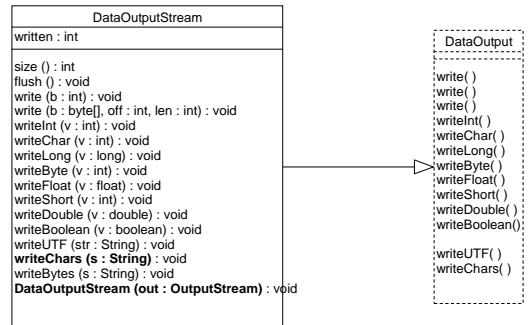 DataOutputStream
written : int
size () : int
flush () : void
write (b : int) : void
write (b : byte[], off : int, len : int) : void
writeInt (v : int) : void
writeChar (v : int) : void
writeLong (v : long) : void
writeByte (v : int) : void
writeFloat (v : float) : void
writeShort (v : int) : void
writeDouble (v : double) : void
writeBoolean (v : boolean) : void
writeUTF (str : String) : void
writeChars (s : String) : void
writeBytes (s : String) : void
DataOutputStream (out : OutputStream) : void
DataOutput
write( )
write( )
write( )
writeInt( )
writeChar( )
writeLong( )
writeByte( )
writeFloat( )
writeShort( )
writeDouble( )
writeBoolean()
writeUTF( )
writeChars( )